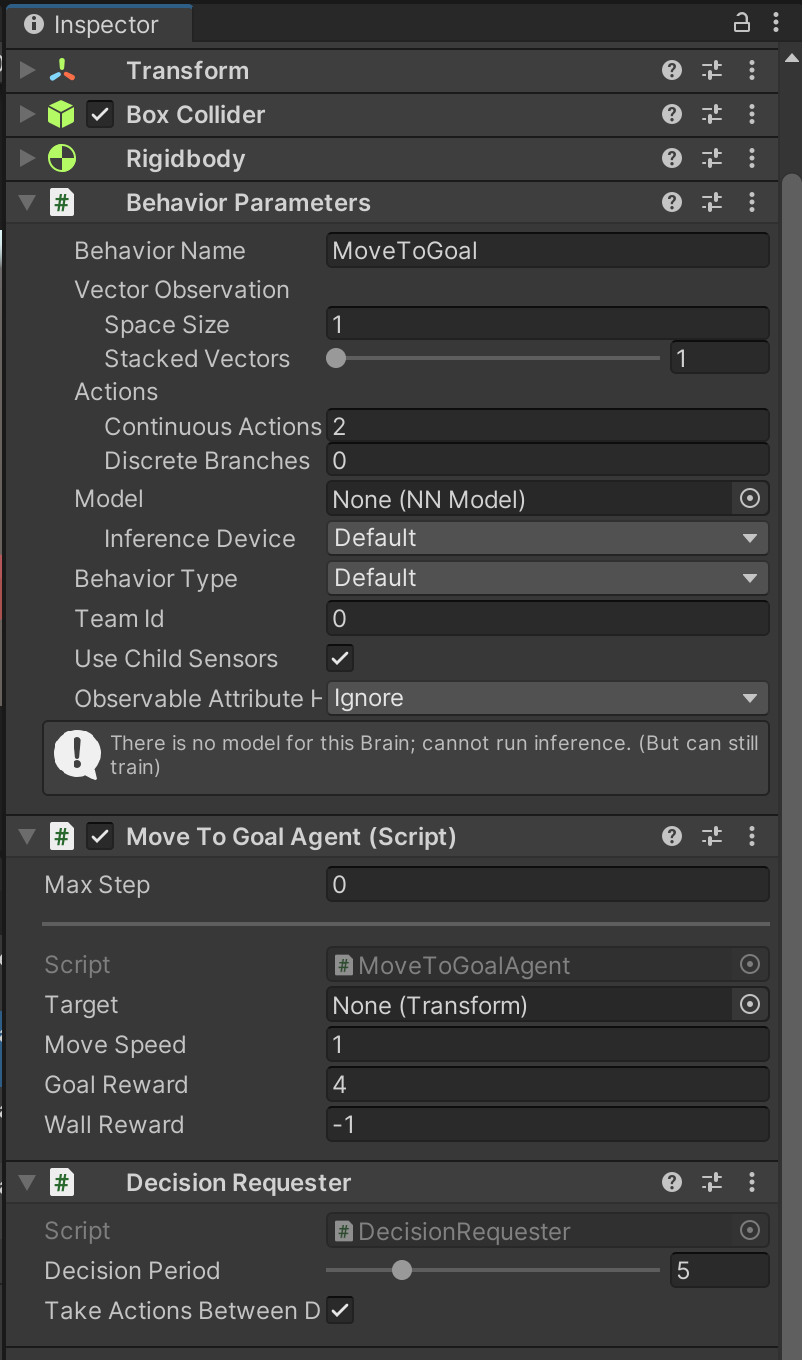 Inspector
Transform
Box Collider
Rigidbody
# Behavior Parameters
Behavior Name MoveToGoal
Vector Observation
Space Size 1
Stacked Vectors 1
Actions
Continuous Actions 2
Discrete Branches 0
Model None (NN Model)
Inference Device Default
Behavior Type Default
Team Id 0
Use Child Sensors
Observable Attribute H Ignore
There is no model for this Brain; cannot run inference. (But can still
train)
# Move To Goal Agent (Script)
Max Step 0
Script # MoveToGoalAgent
Target None (Transform)
Move Speed 1
Goal Reward 4
Wall Reward -1
# Decision Requester
Script # DecisionRequester
Decision Period 5
Take Actions Between D